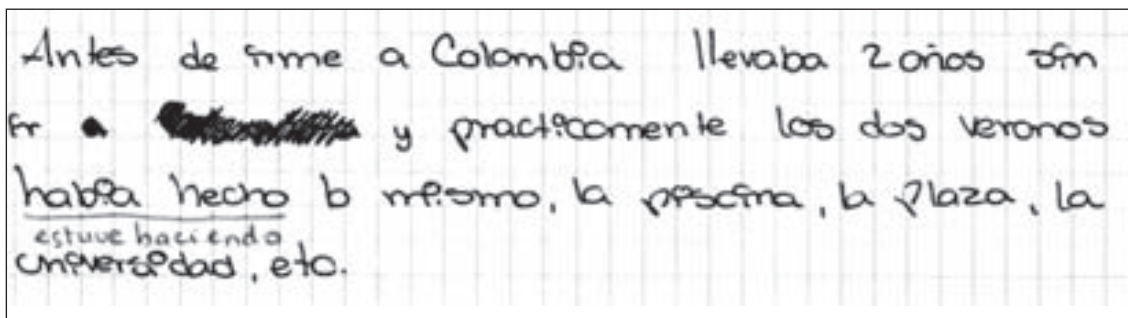 Antes de irme a Colombia llevaba 2 años sin
ir a y practicamente los dos veranos
había hecho lo mismo, la piscina, la plaza, la
estuve haciendo
universidad, etc.